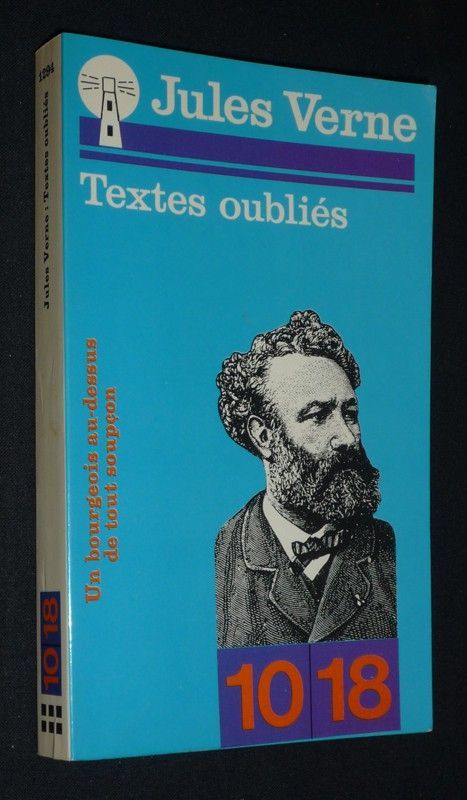 1294
Jules Verne : Textes oubliés
10 18
Jules Verne
Textes oubliés
Un bourgeois au-dessus
de tout soupçon
10 18